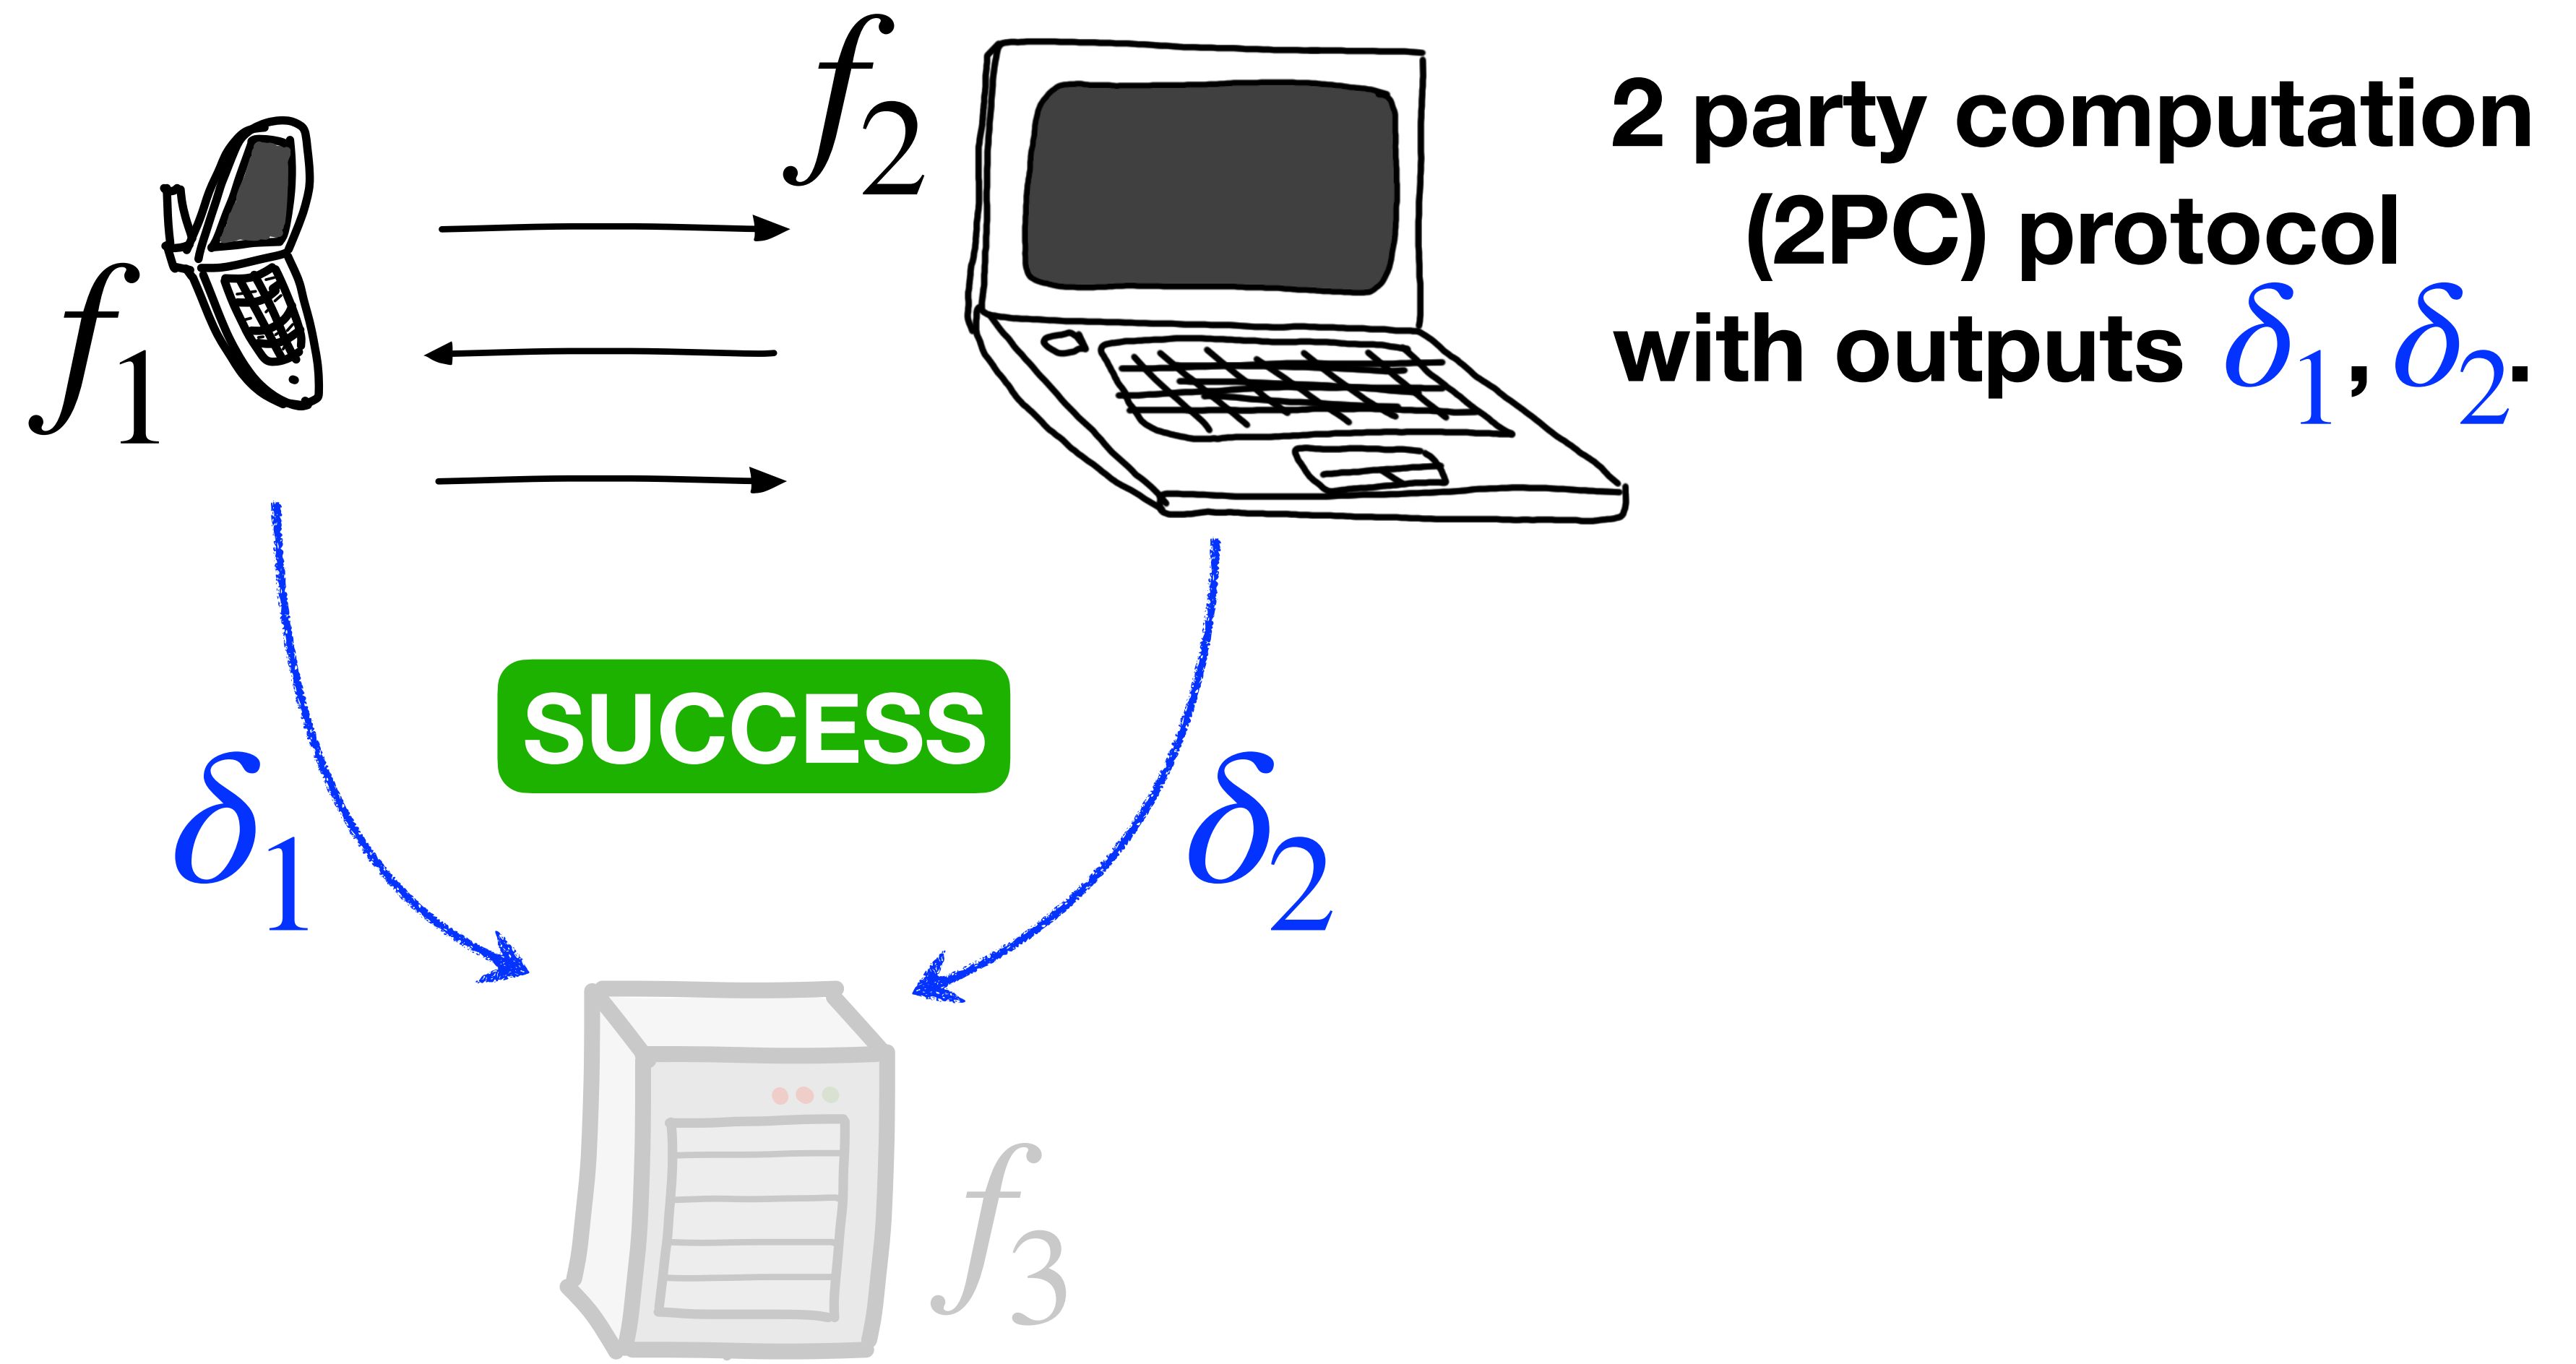 f₂
2 party computation
(2PC) protocol
with outputs δ₁, δ₂.
f₁
SUCCESS
δ₁
δ₂
f₃